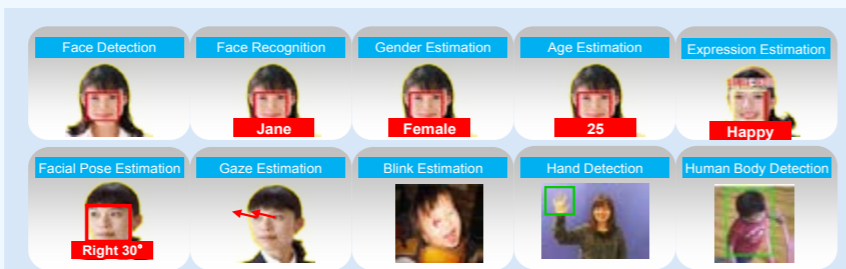 Face Detection
Face Recognition
Gender Estimation
Age Estimation
Expression Estimation
Jane
Female
25
Happy
Facial Pose Estimation
Gaze Estimation
Blink Estimation
Hand Detection
Human Body Detection
Right 30°